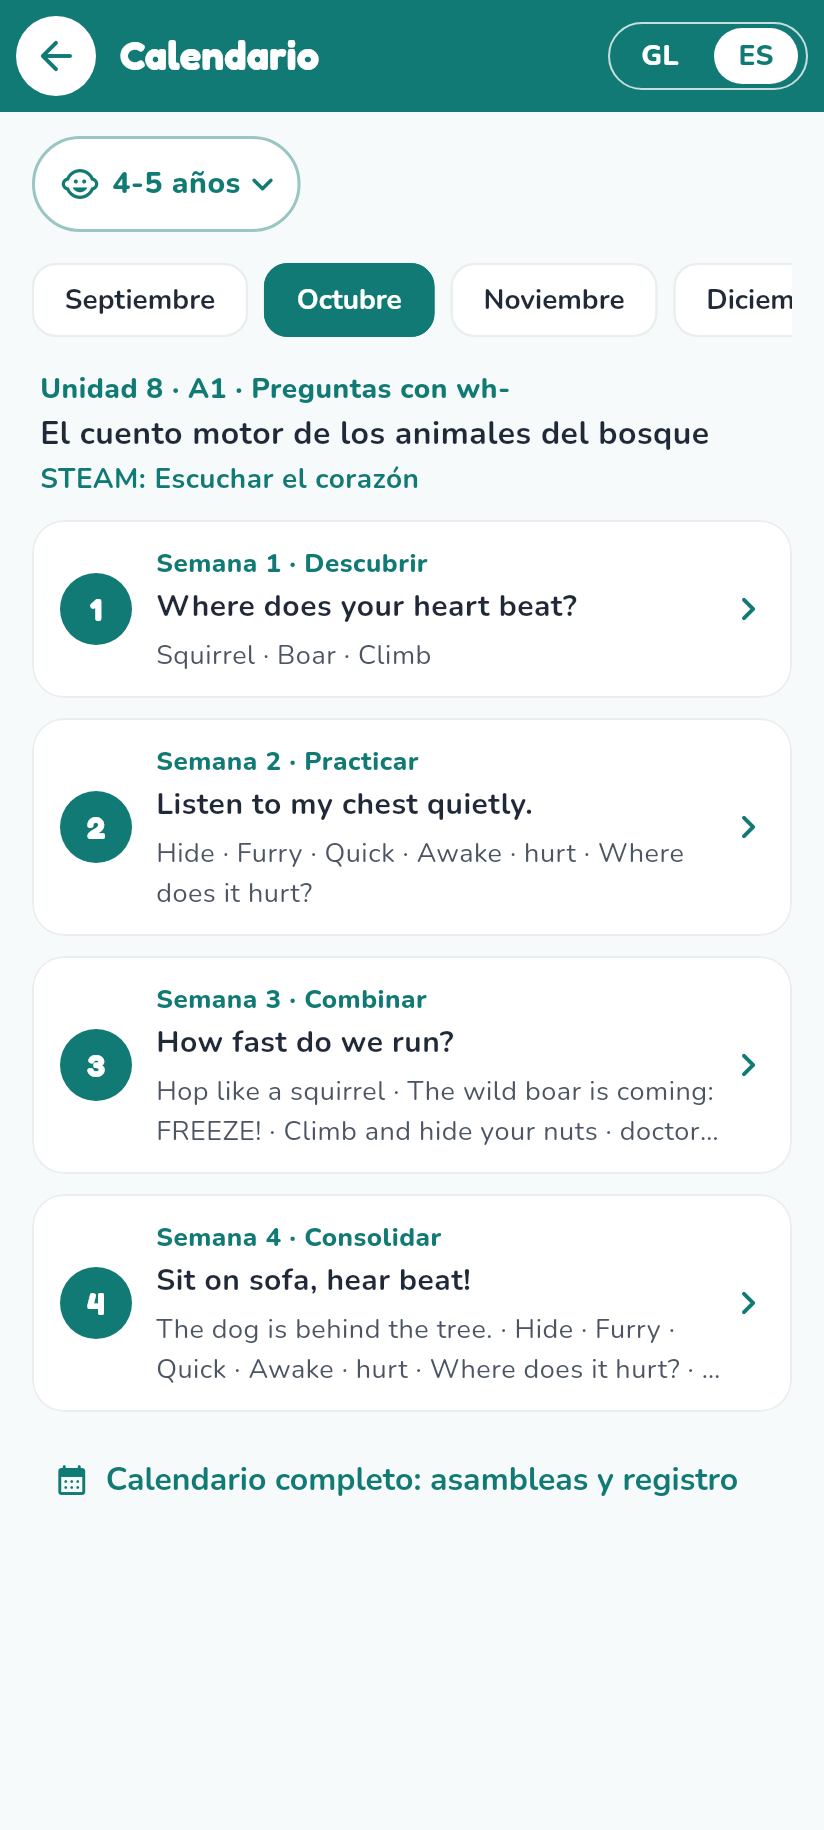 Calendario
GL
ES
4-5 años
Septiembre
Octubre
Noviembre
Diciem
Unidad 8 · A1 · Preguntas con wh-
El cuento motor de los animales del bosque
STEAM: Escuchar el corazón
Semana 1 · Descubrir
1
Where does your heart beat?
Squirrel · Boar · Climb
Semana 2 · Practicar
2
Listen to my chest quietly.
Hide · Furry · Quick · Awake · hurt · Where
does it hurt?
Semana 3 · Combinar
3
How fast do we run?
Hop like a squirrel · The wild boar is coming:
FREEZE! · Climb and hide your nuts · doctor...
Semana 4 · Consolidar
4
Sit on sofa, hear beat!
The dog is behind the tree. · Hide · Furry ·
Quick · Awake · hurt · Where does it hurt? · ...
Calendario completo: asambleas y registro